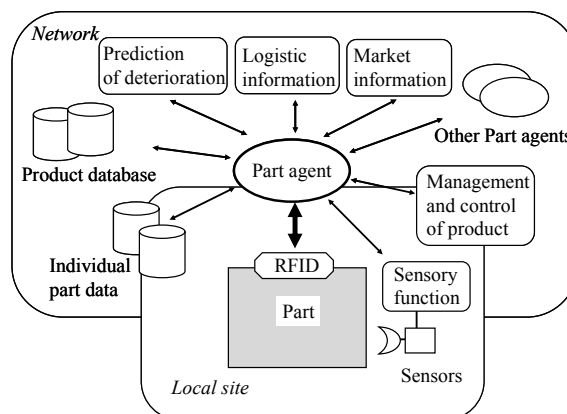 Network
Prediction
of deterioration
Logistic
information
Market
information
Other Part agents
Product database
Part agent
Management
and control
of product
Individual
part data
RFID
Sensory
function
Part
Sensors
Local site